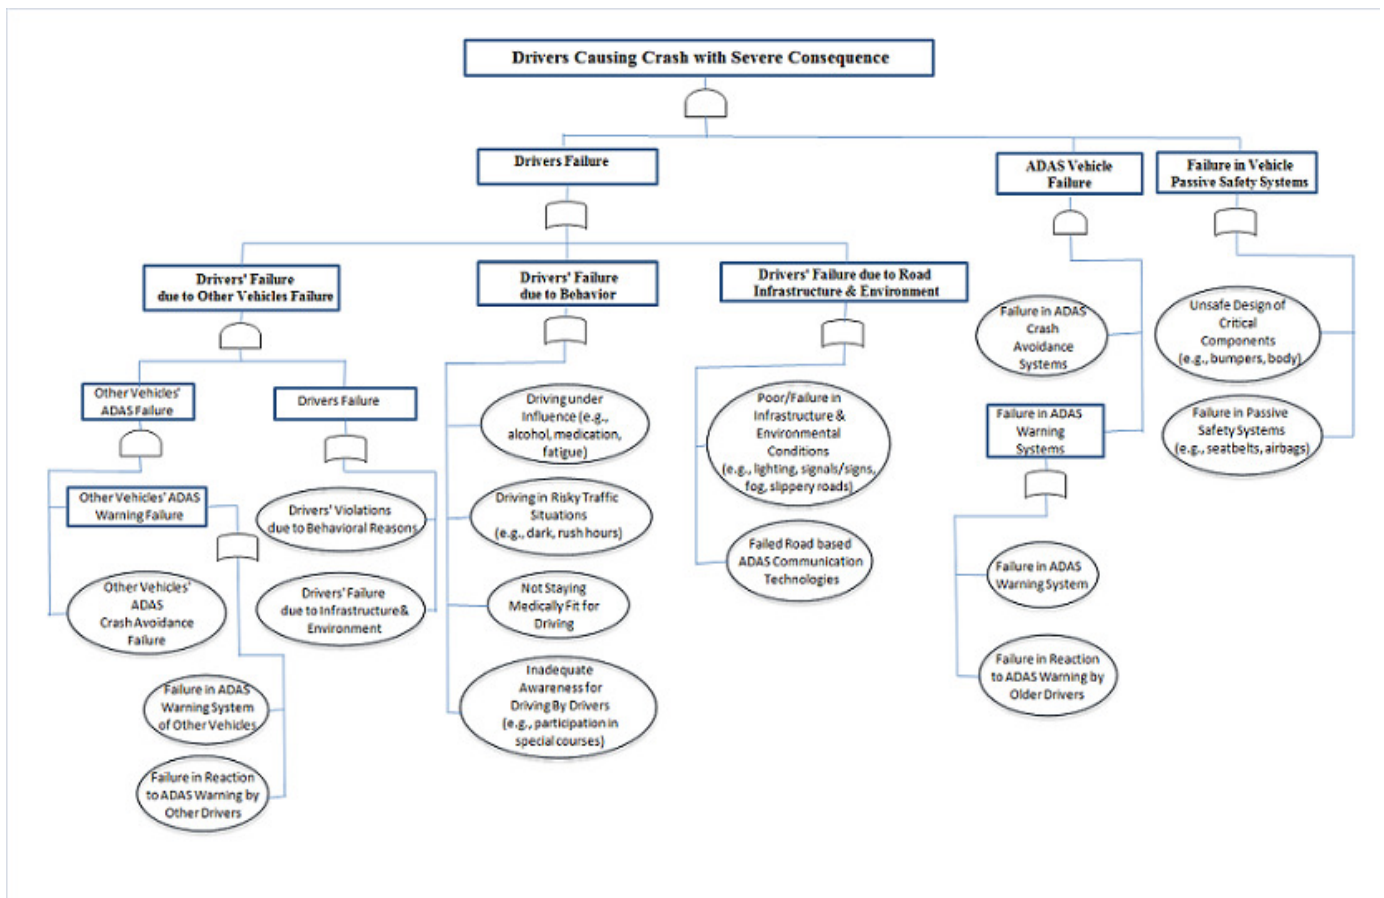 Drivers Causing Crash with Severe Consequence
Drivers Failure
ADAS Vehicle
Failure
Failure in Vehicle
Passive Safety Systems
Drivers' Failure
due to Other Vehicles Failure
Drivers' Failure
due to Behavior
Drivers' Failure due to Road
Infrastructure & Environment
Other Vehicles'
ADAS Failure
Drivers Failure
Other Vehicles' ADAS
Warning Failure
Other Vehicles'
ADAS
Crash Avoidance
Failure
Failure in ADAS
Warning System
of Other Vehicles
Failure in Reaction
to ADAS Warning by
Other Drivers
Drivers' Violations
due to Behavioral Reasons
Drivers' Failure
due to Infrastructure &
Environment
Driving under
Influence (e.g.,
alcohol, medication,
fatigue)
Driving in Risky Traffic
Situations
(e.g., dark, rush hours)
Not Staying
Medically Fit for
Driving
Inadequate
Awareness for
Driving By Drivers
(e.g., participation in
special courses)
Poor/Failure in
Infrastructure &
Environmental
Conditions
(e.g., lighting, signals/signs,
fog, slippery roads)
Failed Road based
ADAS Communication
Technologies
Failure in ADAS
Crash
Avoidance
Systems
Failure in ADAS
Warning
Systems
Failure in ADAS
Warning System
Failure in Reaction
to ADAS Warning by
Older Drivers
Unsafe Design of
Critical
Components
(e.g., bumpers, body)
Failure in Passive
Safety Systems
(e.g., seatbelts, airbags)